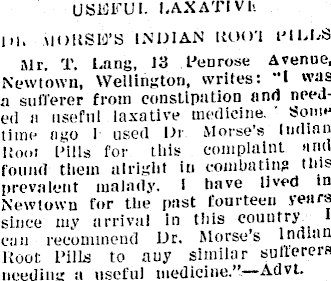 USEFUL LAXATIVE
DR. MORSE'S INDIAN ROOT PILLS
Mr. T. Lang, 13 Penrose Avenue,
Newtown, Wellington, writes: "I was
a sufferer from constipation and need-
ed a useful laxative medicine. Some
time ago I used Dr. Morse's Indian
Root Pills for this complaint and
found them alright in combating this
prevalent malady. I have lived in
Newtown for the past fourteen years
since my arrival in this country. I
can recommend Dr. Morse's Indian
Root Pills to any similar sufferers
needing a useful medicine."—Advt.